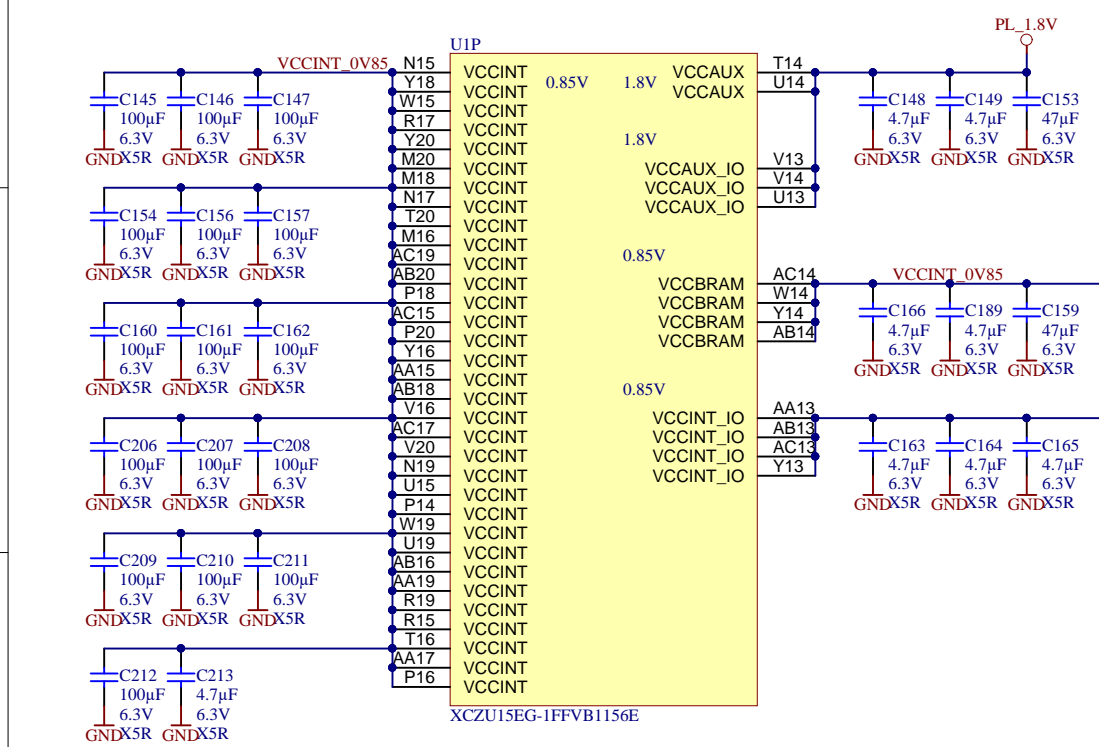 PL_1.8V
U1P
VCCINT_0V85 N15 VCCINT 0.85V 1.8V VCCAUX T14
Y18 VCCINT VCCAUX U14
W15 VCCINT
R17 VCCINT
Y20 VCCINT 1.8V
M20 VCCINT VCCAUX_IO V13
M18 VCCINT VCCAUX_IO V14
N17 VCCINT VCCAUX_IO U13
T20 VCCINT
M16 VCCINT
AC19 VCCINT 0.85V
AB20 VCCINT VCCBRAM AC14 VCCINT_0V85
P18 VCCINT VCCBRAM W14
AC15 VCCINT VCCBRAM Y14
P20 VCCINT VCCBRAM AB14
Y16 VCCINT
AA15 VCCINT
AB18 VCCINT 0.85V
V16 VCCINT VCCINT_IO AA13
AC17 VCCINT VCCINT_IO AB13
V20 VCCINT VCCINT_IO AC13
N19 VCCINT VCCINT_IO Y13
U15 VCCINT
P14 VCCINT
W19 VCCINT
U19 VCCINT
AB16 VCCINT
AA19 VCCINT
R19 VCCINT
R15 VCCINT
T16 VCCINT
AA17 VCCINT
P16 VCCINT
XCZU15EG-1FFVB1156E
C145 C146 C147
100µF 100µF 100µF
6.3V 6.3V 6.3V
GND X5R GND X5R GND X5R
C154 C156 C157
100µF 100µF 100µF
6.3V 6.3V 6.3V
GND X5R GND X5R GND X5R
C160 C161 C162
100µF 100µF 100µF
6.3V 6.3V 6.3V
GND X5R GND X5R GND X5R
C206 C207 C208
100µF 100µF 100µF
6.3V 6.3V 6.3V
GND X5R GND X5R GND X5R
C209 C210 C211
100µF 100µF 100µF
6.3V 6.3V 6.3V
GND X5R GND X5R GND X5R
C212 C213
100µF 4.7µF
6.3V 6.3V
GND X5R GND X5R
C148 C149 C153
4.7µF 4.7µF 47µF
6.3V 6.3V 6.3V
GND X5R GND X5R GND X5R
C166 C189 C159
4.7µF 4.7µF 47µF
6.3V 6.3V 6.3V
GND X5R GND X5R GND X5R
C163 C164 C165
4.7µF 4.7µF 4.7µF
6.3V 6.3V 6.3V
GND X5R GND X5R GND X5R